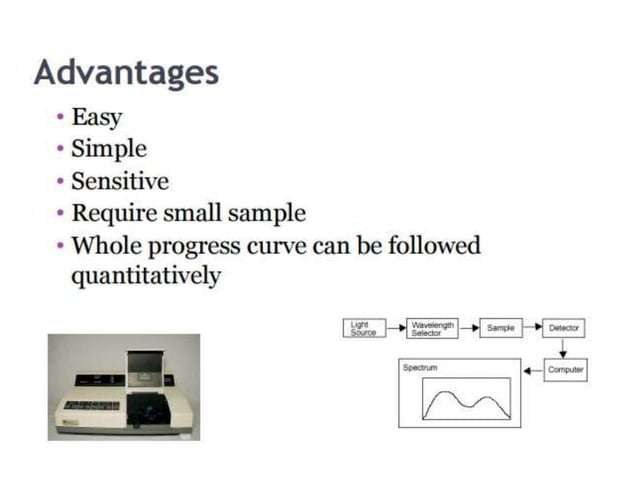 Advantages
• Easy
• Simple
• Sensitive
• Require small sample
• Whole progress curve can be followed
quantitatively
Light
Source
Wavelength
Selector
Sample
Detector
Computer
Spectrum